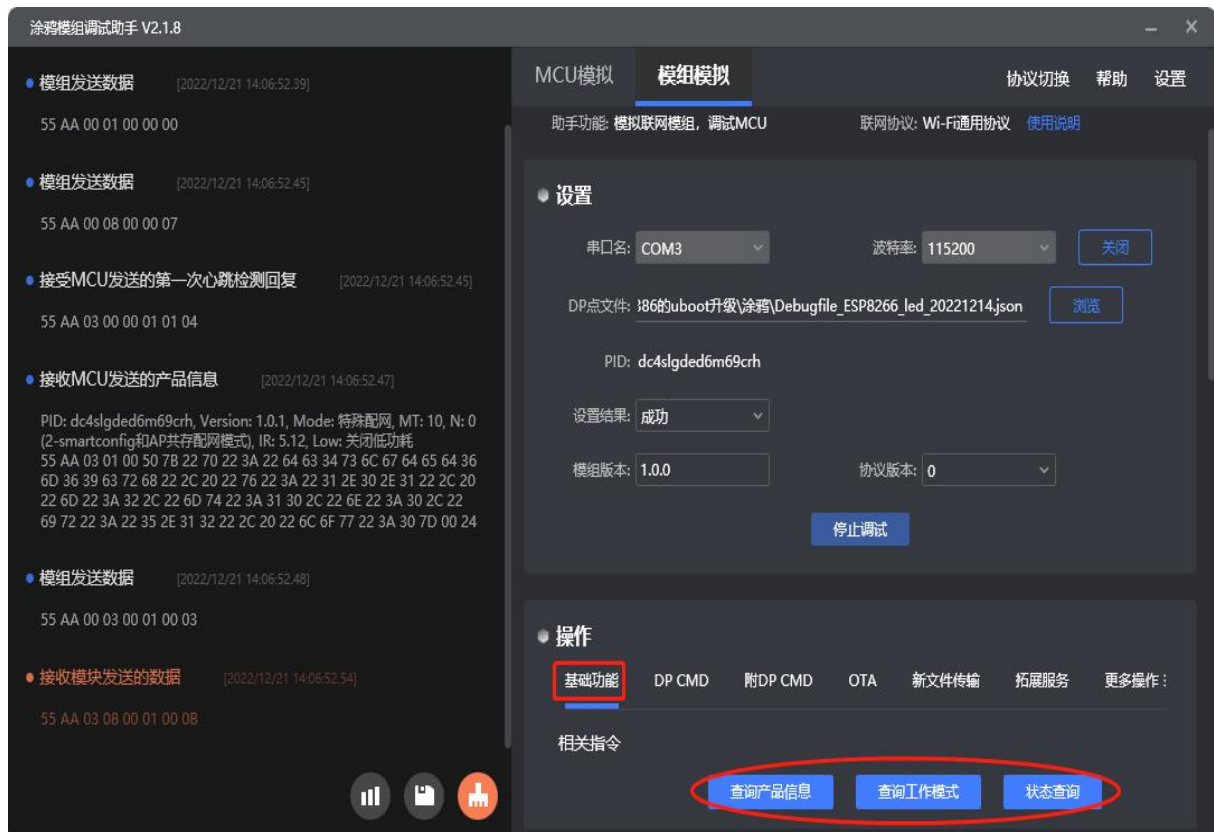 涂鸦模组调试助手 V2.1.8
模组发送数据 [2022/12/21 14:06:52.39]
55 AA 00 01 00 00 00
模组发送数据 [2022/12/21 14:06:52.45]
55 AA 00 08 00 00 07
接受MCU发送的第一次心跳检测回复 [2022/12/21 14:06:52.45]
55 AA 03 00 00 01 01 04
接收MCU发送的产品信息 [2022/12/21 14:06:52.47]
PID: dc4slgded6m69crh, Version: 1.0.1, Mode: 特殊配网, MT: 10, N: 0
(2-smartconfig和AP共存配网模式), IR: 5.12, Low: 关闭低功耗
55 AA 03 01 00 50 7B 22 70 22 3A 22 64 63 34 73 6C 67 64 65 64 36
6D 36 39 63 72 68 22 2C 20 22 76 22 3A 22 31 2E 30 2E 31 22 2C 20
22 6D 22 3A 32 2C 22 6D 74 22 3A 31 30 2C 22 6E 22 3A 30 2C 22
69 72 22 3A 22 35 2E 31 32 22 2C 20 22 6C 6F 77 22 3A 30 7D 00 24
模组发送数据 [2022/12/21 14:06:52.48]
55 AA 00 03 00 01 00 03
接收模块发送的数据 [2022/12/21 14:06:52.54]
55 AA 03 08 00 01 00 0B
MCU模拟 模组模拟 协议切换 帮助 设置
助手功能: 模拟联网模组，调试MCU 联网协议: Wi-Fi通用协议 使用说明
设置
串口名: COM3 波特率: 115200 关闭
DP点文件: 386的uboot升级\涂鸦\Debugfile_ESP8266_led_20221214.json 浏览
PID: dc4slgded6m69crh
设置结果: 成功
模组版本: 1.0.0 协议版本: 0
停止调试
操作
基础功能 DP CMD 附DP CMD OTA 新文件传输 拓展服务 更多操作
相关指令
查询产品信息 查询工作模式 状态查询